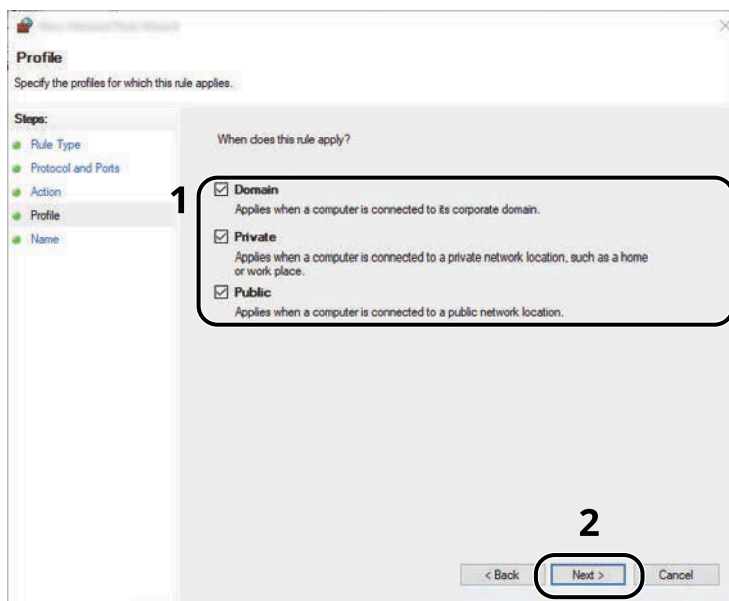 Profile
Specify the profiles for which this rule applies.
Steps:
Rule Type
Protocol and Ports
Action
Profile
Name
When does this rule apply?
1
Domain
Applies when a computer is connected to its corporate domain.
Private
Applies when a computer is connected to a private network location, such as a home
or work place.
Public
Applies when a computer is connected to a public network location.
2
< Back
Next >
Cancel